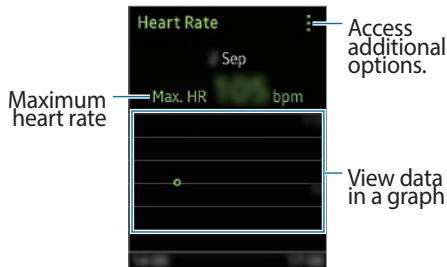 Heart Rate
Access
additional
options.
Sep
Max. HR
bpm
Maximum
heart rate
View data
in a graph